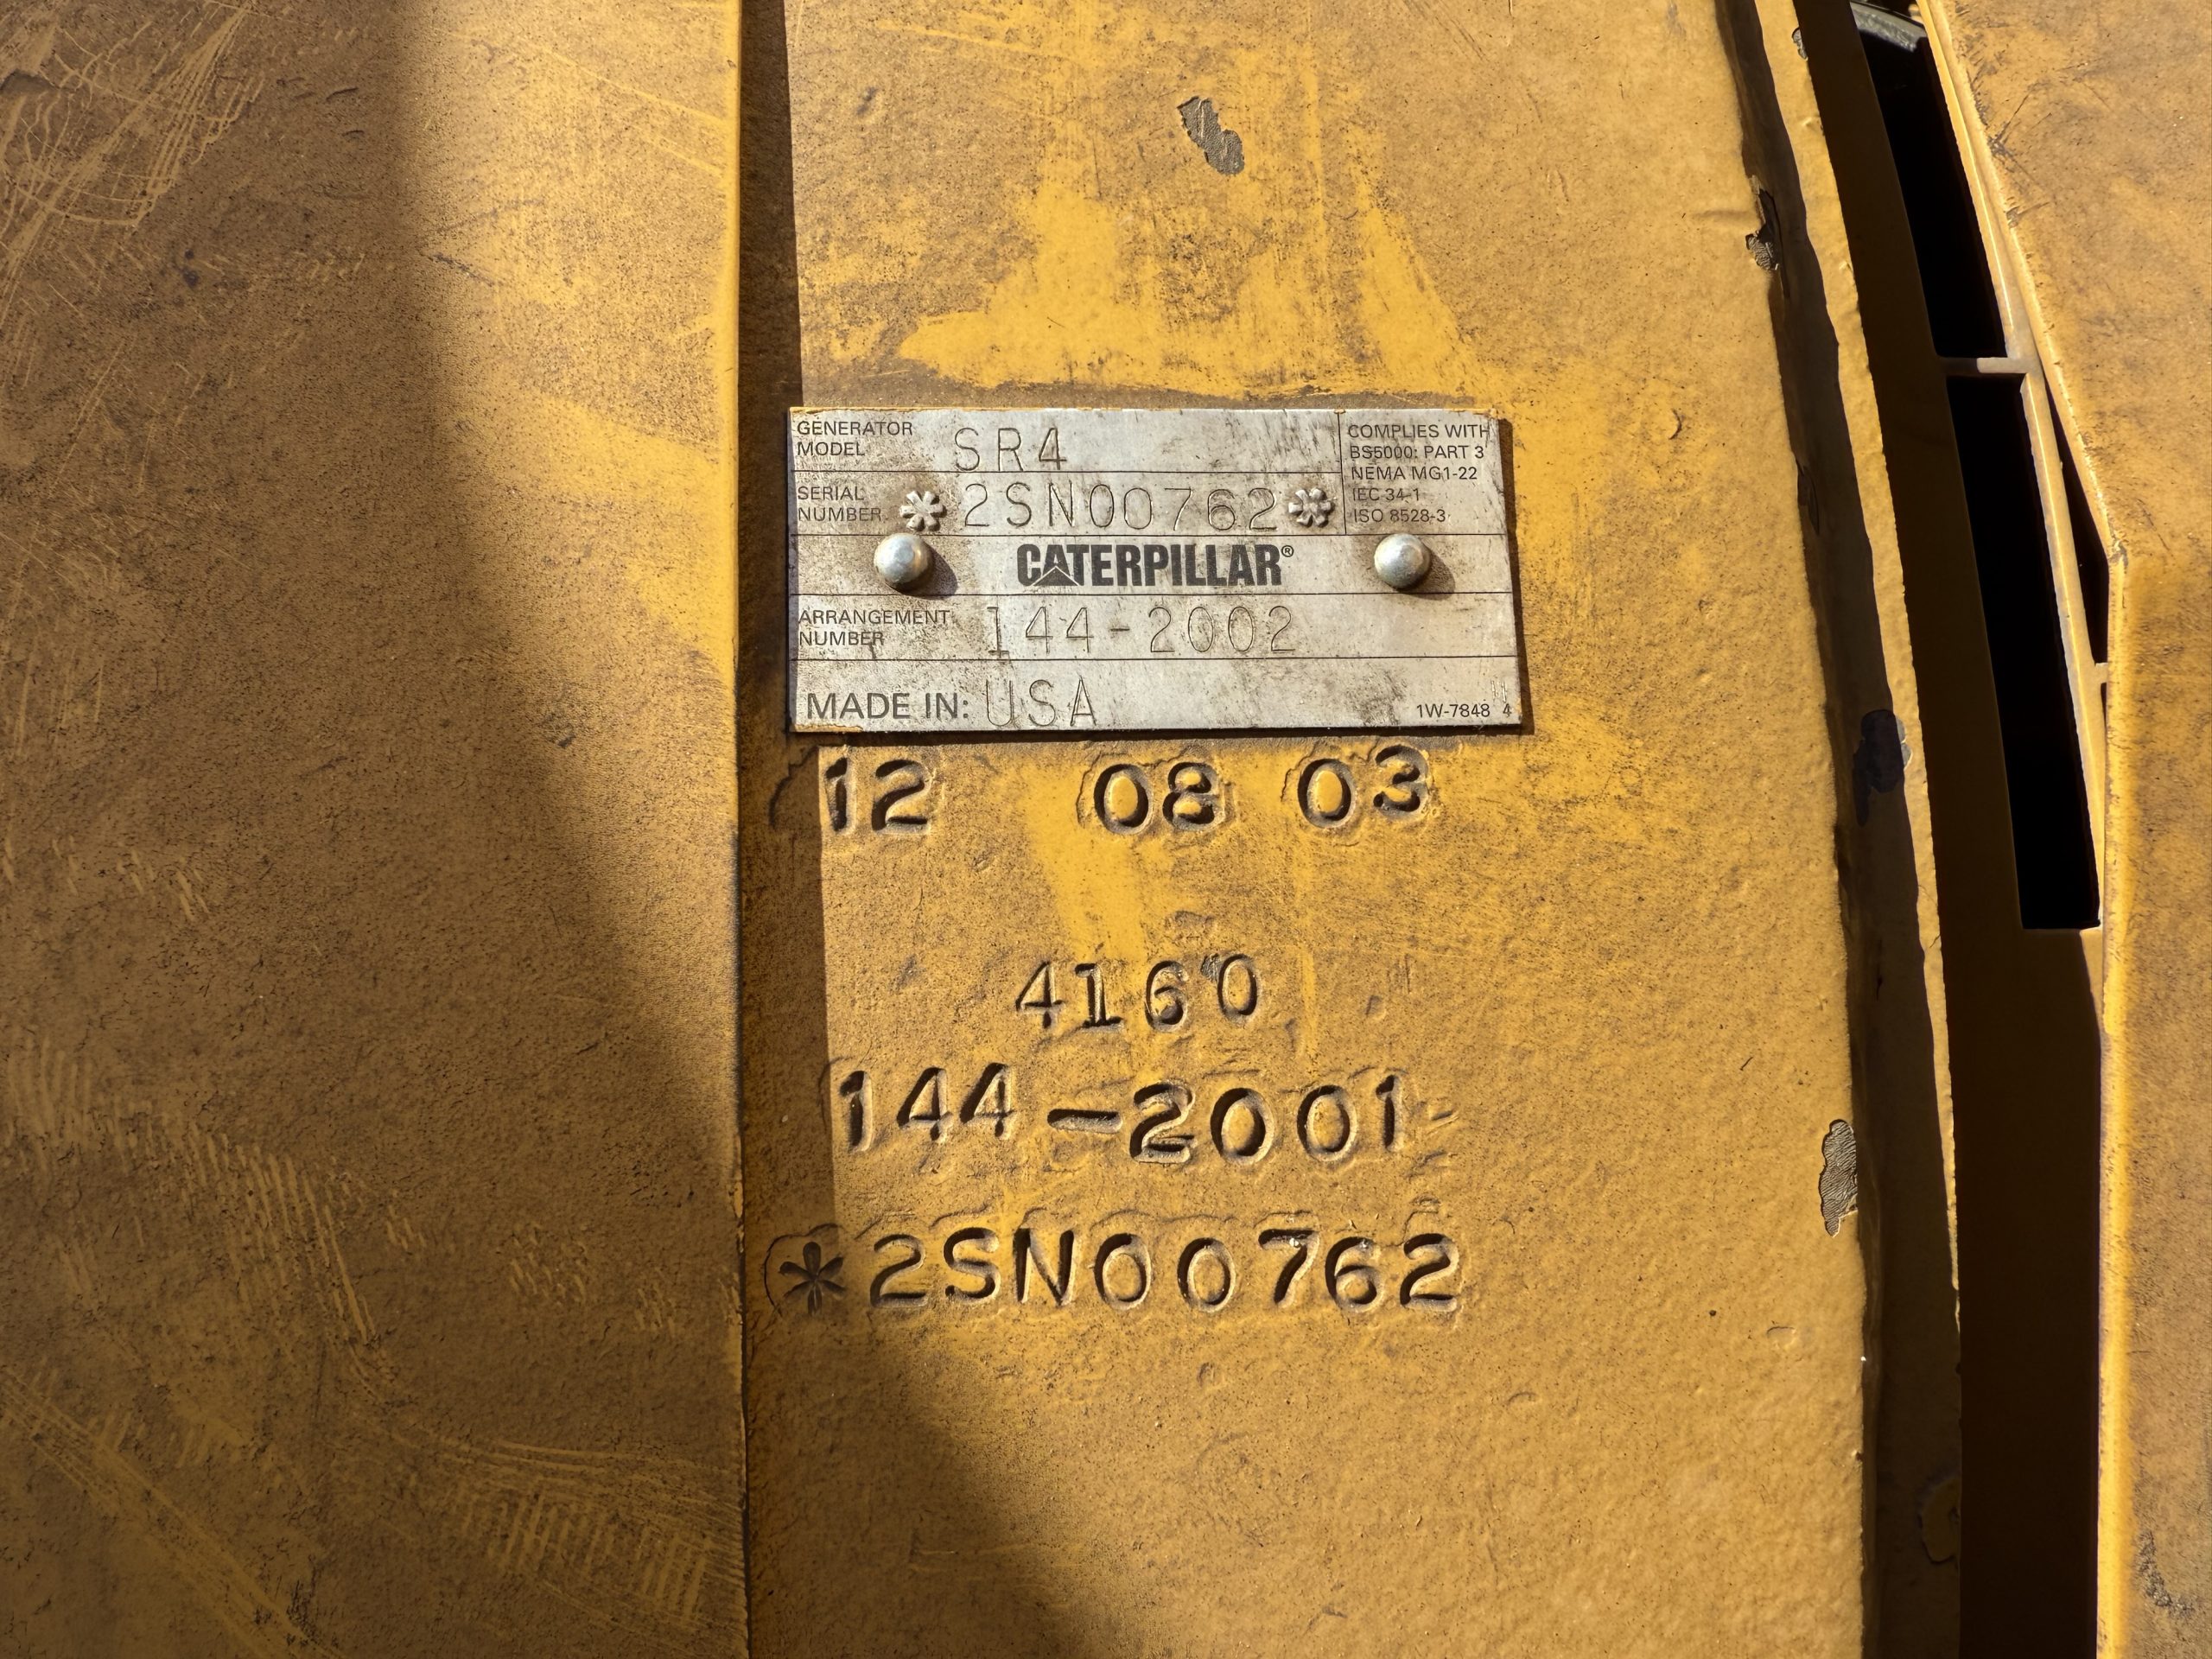 GENERATOR MODEL SR4
SERIAL NUMBER *2SN00762*
CATERPILLAR®
ARRANGEMENT NUMBER 144-2002
MADE IN: USA
COMPLIES WITH
BS5000: PART 3
NEMA MG1-22
IEC 34-1
ISO 8528-3
1W-7848 4
12 08 03
4160
144-2001
*2SN00762